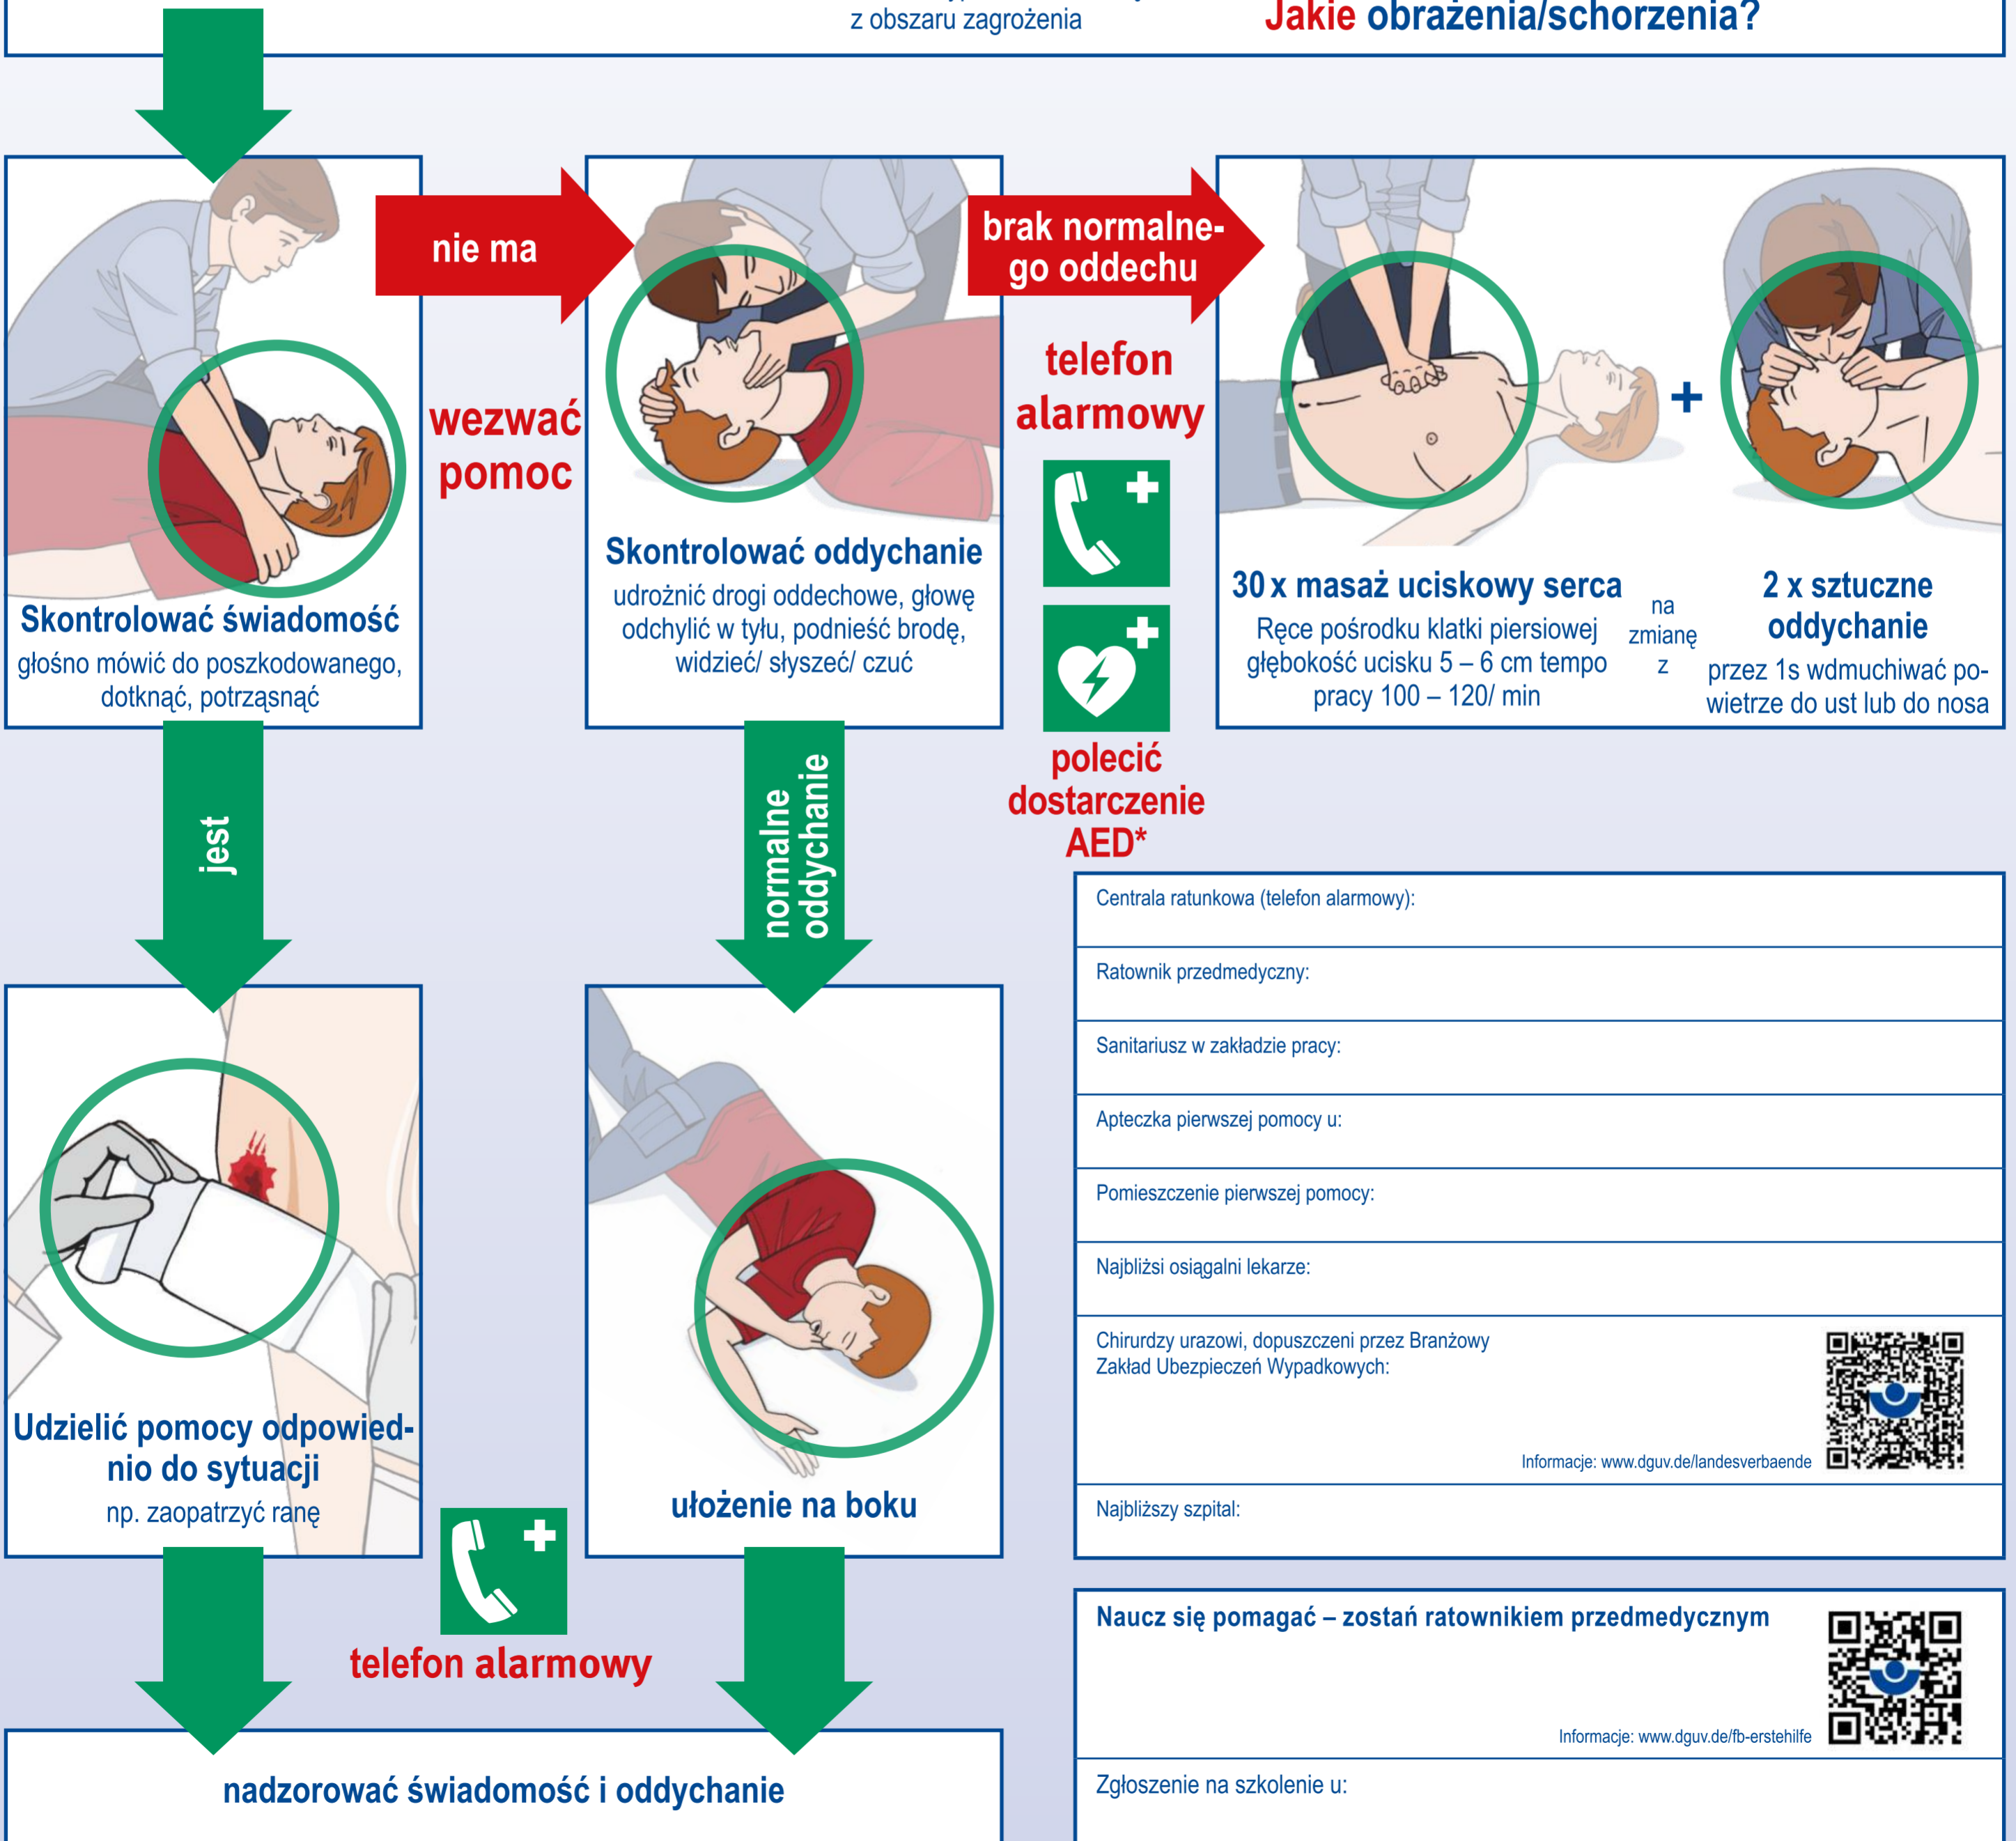 z obszaru zagrożenia
Jakie obrażenia/schorzenia?
nie ma
wezwać
pomoc
brak normalne-
go oddechu
telefon
alarmowy
polecić
dostarczenie
AED*
Skontrolować świadomość
głośno mówić do poszkodowanego,
dotknąć, potrząsnąć
Skontrolować oddychanie
udrożnić drogi oddechowe, głowę
odchylić w tyłu, podnieść brodę,
widzieć/ słyszeć/ czuć
30 x masaż uciskowy serca
Ręce pośrodku klatki piersiowej
głębokość ucisku 5 – 6 cm tempo
pracy 100 – 120/ min
na
zmianę
z
+
2 x sztuczne
oddychanie
przez 1s wdmuchiwać po-
wietrze do ust lub do nosa
jest
normalne
oddychanie
Udzielić pomocy odpowied-
nio do sytuacji
np. zaopatrzyć ranę
ułożenie na boku
telefon alarmowy
nadzorować świadomość i oddychanie
Centrala ratunkowa (telefon alarmowy):
Ratownik przedmedyczny:
Sanitariusz w zakładzie pracy:
Apteczka pierwszej pomocy u:
Pomieszczenie pierwszej pomocy:
Najbliżsi osiągalni lekarze:
Chirurdzy urazowi, dopuszczeni przez Branżowy
Zakład Ubezpieczeń Wypadkowych:
Informacje: www.dguv.de/landesverbaende
Najbliższy szpital:
Naucz się pomagać – zostań ratownikiem przedmedycznym
Informacje: www.dguv.de/fb-erstehilfe
Zgłoszenie na szkolenie u: